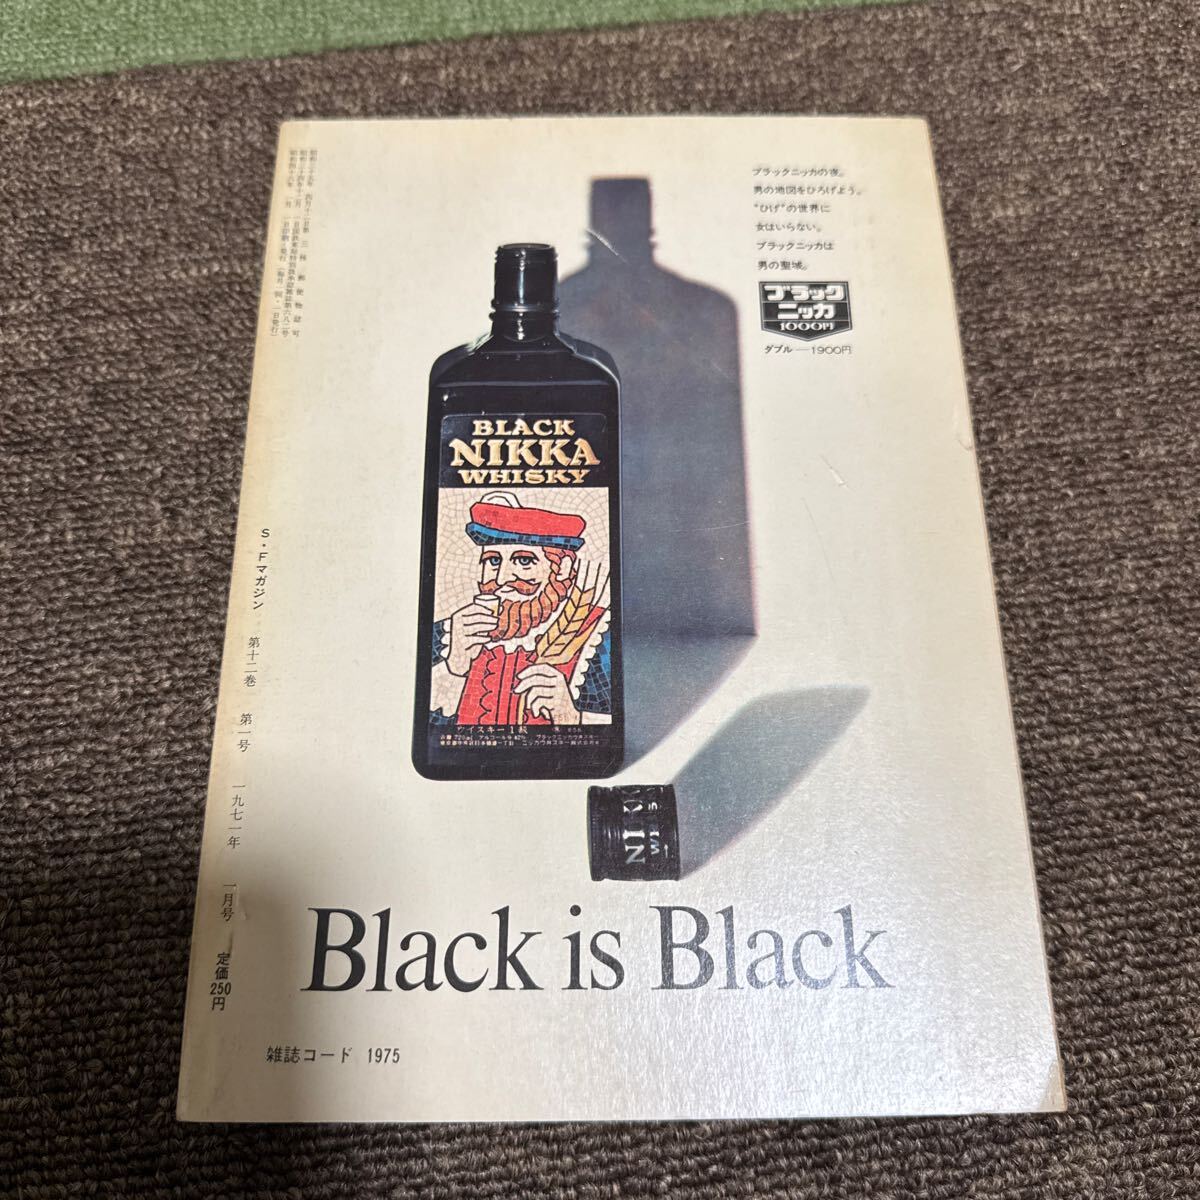 ブラックニッカの夜。
男の地図をひろげよう。
"ひげ"の世界に
女はいらない。
ブラックニッカは
男の聖域。
ブラック
ニッカ
1000円
ダブル—1900円
BLACK
NIKKA
WHISKY
ウイスキー1級
NIKK
WI
Black is Black
S・Fマガジン 第十二巻 第一号 一九七一年 一月号 定価250円
雑誌コード 1975